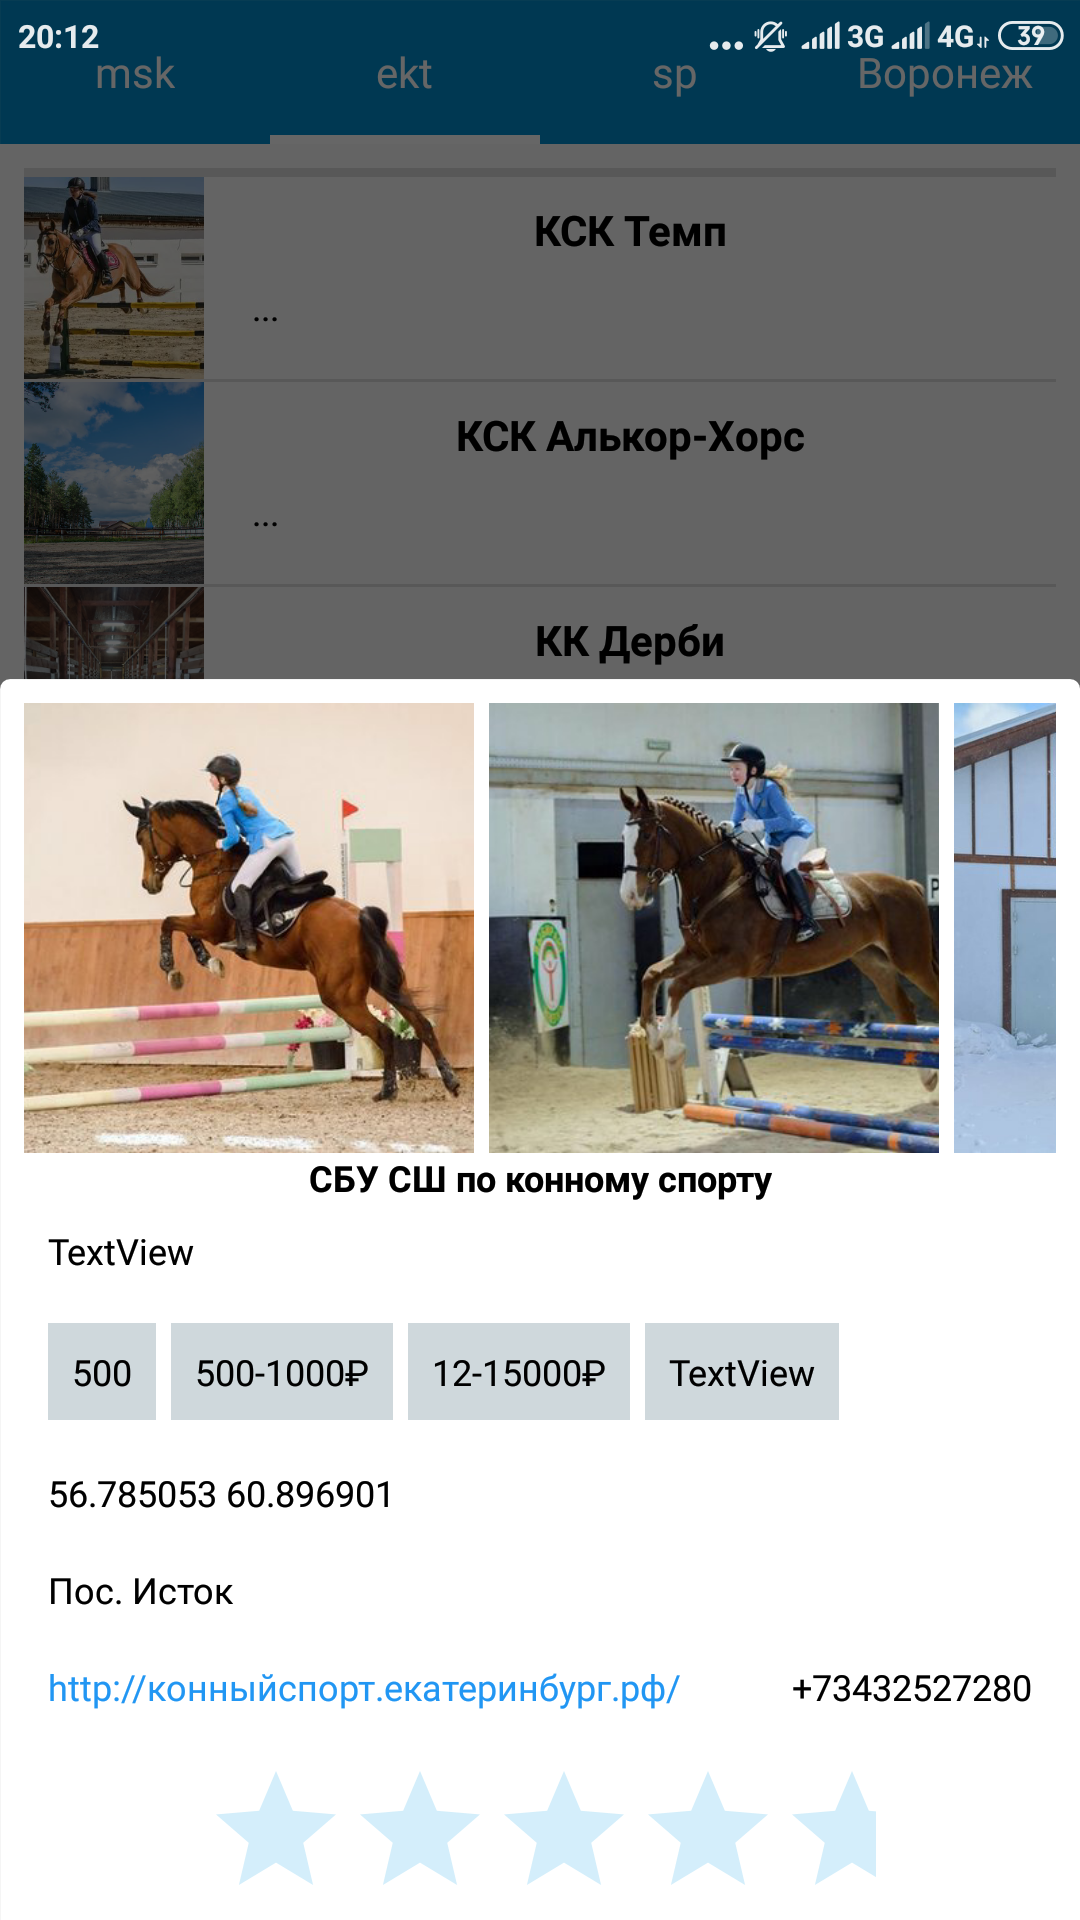 20:12 ... 3G 4G 39
msk ekt sp Воронеж
КСК Темп
...
КСК Алькор-Хорс
...
КК Дерби
СБУ СШ по конному спорту
TextView
500 500-1000₽ 12-15000₽ TextView
56.785053 60.896901
Пос. Исток
http://конныйспорт.екатеринбург.рф/ +73432527280